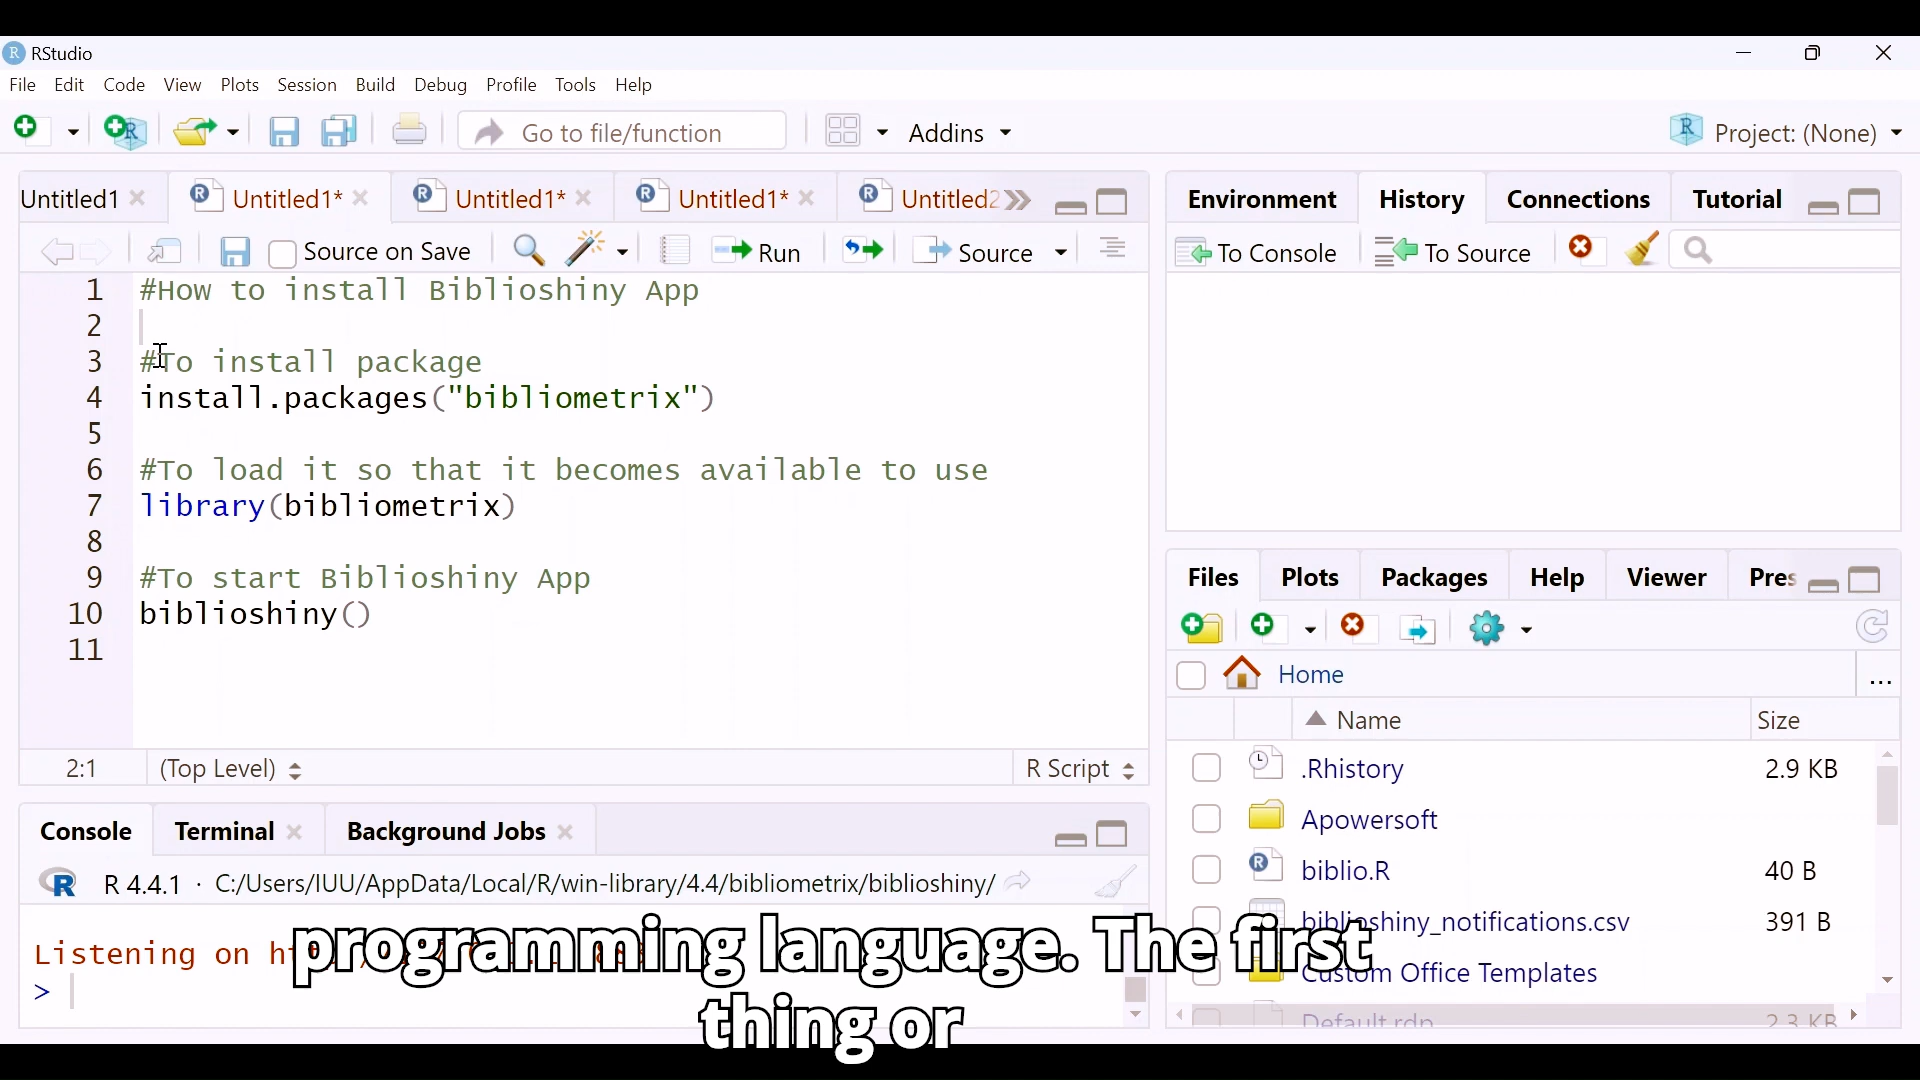 RStudio
File Edit Code View Plots Session Build Debug Profile Tools Help
Go to file/function Addins Project: (None)
Untitled1 Untitled1* Untitled1* Untitled1* Untitled2
Source on Save Run Source
1 #How to install Biblioshiny App
2
3 #To install package
4 install.packages("bibliometrix")
5
6 #To load it so that it becomes available to use
7 library(bibliometrix)
8
9 #To start Biblioshiny App
10 biblioshiny()
11
2:1 (Top Level) R Script
Console Terminal Background Jobs
R 4.4.1 · C:/Users/IUU/AppData/Local/R/win-library/4.4/bibliometrix/biblioshiny/
Listening on
>
Environment History Connections Tutorial
To Console To Source
Files Plots Packages Help Viewer Pres
Home ...
Name Size
.Rhistory 2.9 KB
Apowersoft
biblio.R 40 B
biblioshiny_notifications.csv 391 B
Custom Office Templates
Default.rdp 2.3 KB
programming language. The first
thing or